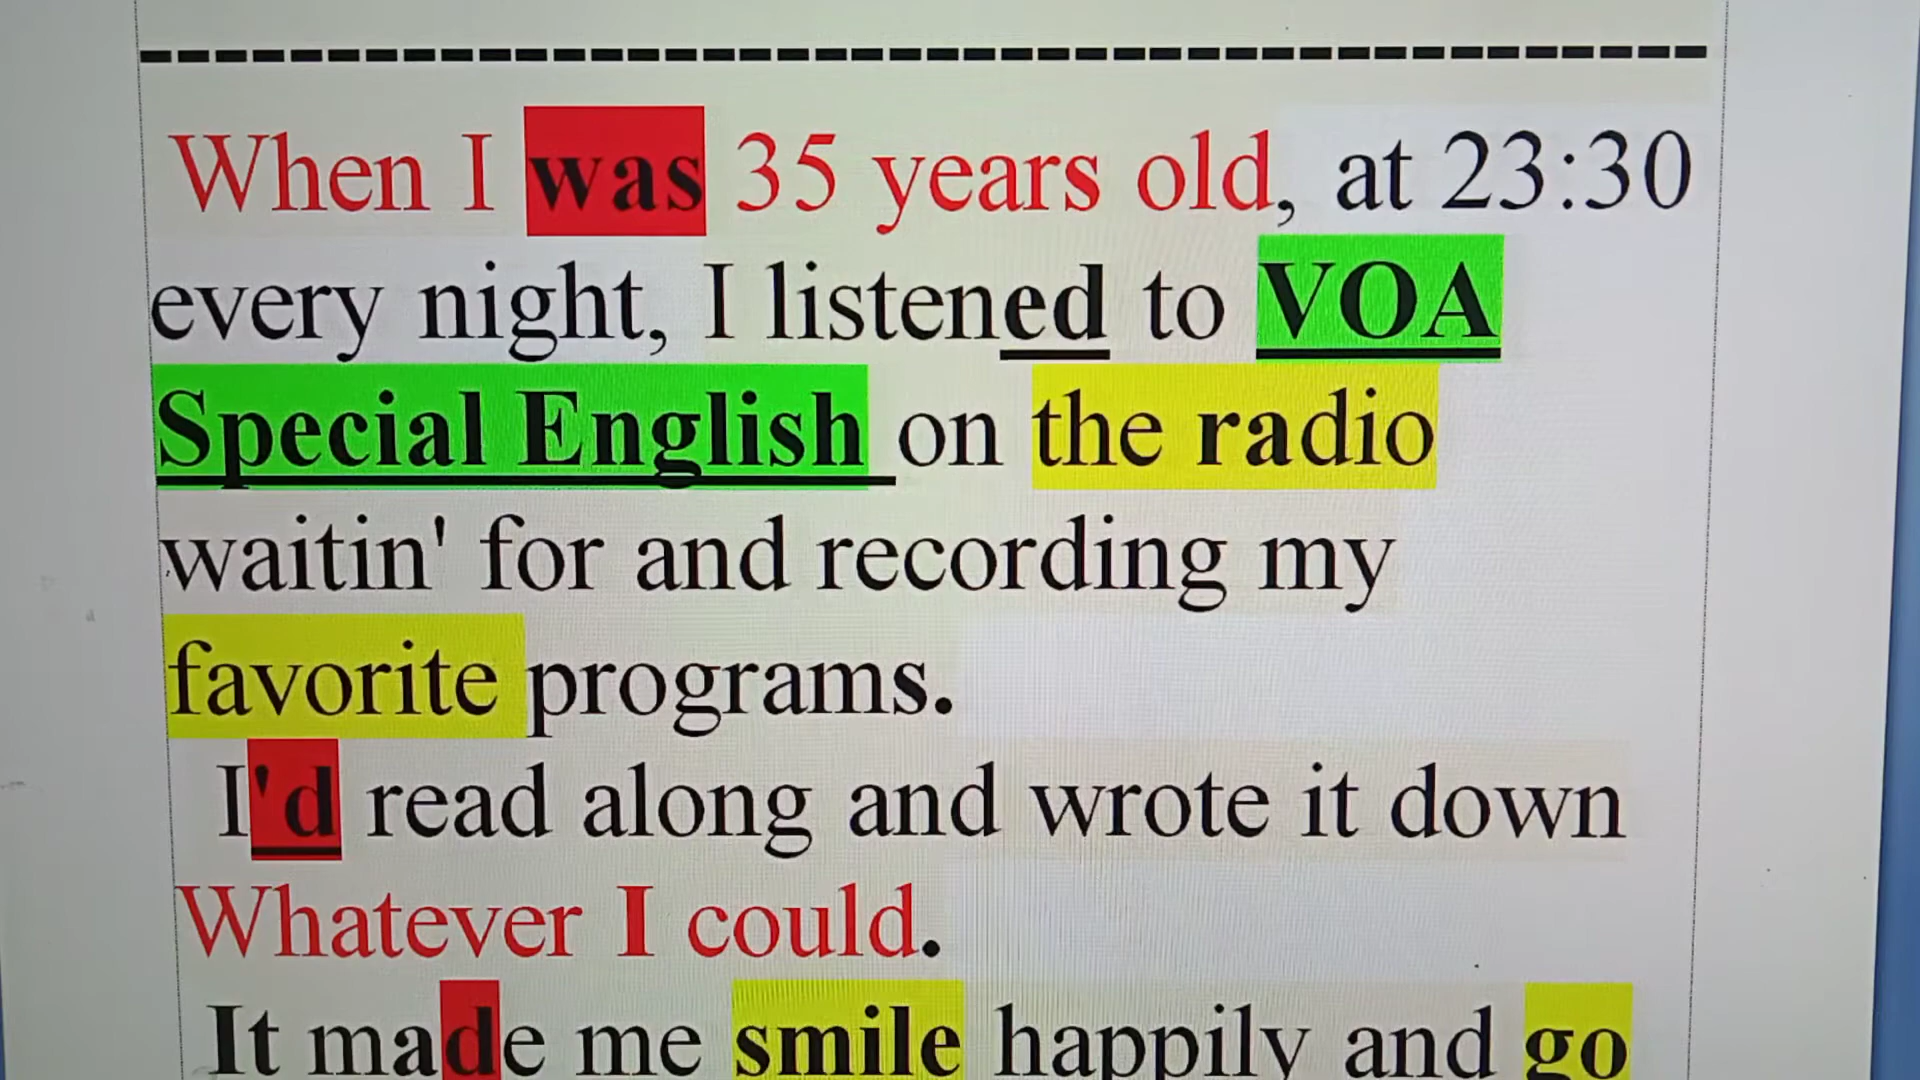 When I was 35 years old, at 23:30
every night, I listened to VOA
Special English on the radio
waitin' for and recording my
favorite programs.
I'd read along and wrote it down
Whatever I could.
It made me smile happily and go